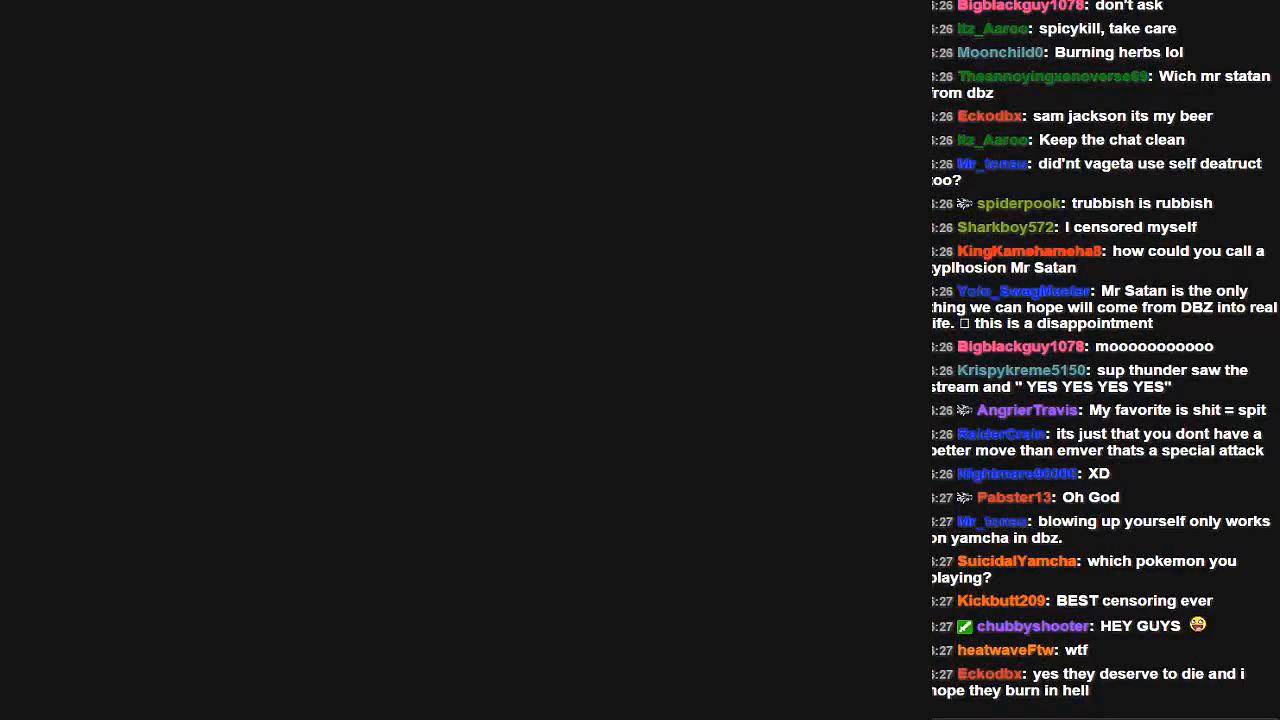 :26 Bigblackguy1078: don't ask
:26 Itz_Aaroo: spicykill, take care
:26 Moonchild0: Burning herbs lol
:26 Theannoyingxenoverse69: Wich mr statan
from dbz
:26 Eckodbx: sam jackson its my beer
:26 Itz_Aaroo: Keep the chat clean
:26 Mr_tonau: did'nt vageta use self deatruct
too?
:26 spiderpook: trubbish is rubbish
:26 Sharkboy572: I censored myself
:26 KingKamehameha8: how could you call a
typlhosion Mr Satan
:26 Yolo_SwagMaster: Mr Satan is the only
thing we can hope will come from DBZ into real
life. this is a disappointment
:26 Bigblackguy1078: mooooooooooo
:26 Krispykreme5150: sup thunder saw the
stream and " YES YES YES YES"
:26 AngrierTravis: My favorite is shit = spit
:26 RaiderCrain: its just that you dont have a
better move than emver thats a special attack
:26 XD
:27 Pabster13: Oh God
:27 Mr_tonau: blowing up yourself only works
on yamcha in dbz.
:27 SuicidalYamcha: which pokemon you
playing?
:27 Kickbutt209: BEST censoring ever
:27 chubbyshooter: HEY GUYS
:27 heatwaveFtw: wtf
:27 Eckodbx: yes they deserve to die and i
hope they burn in hell